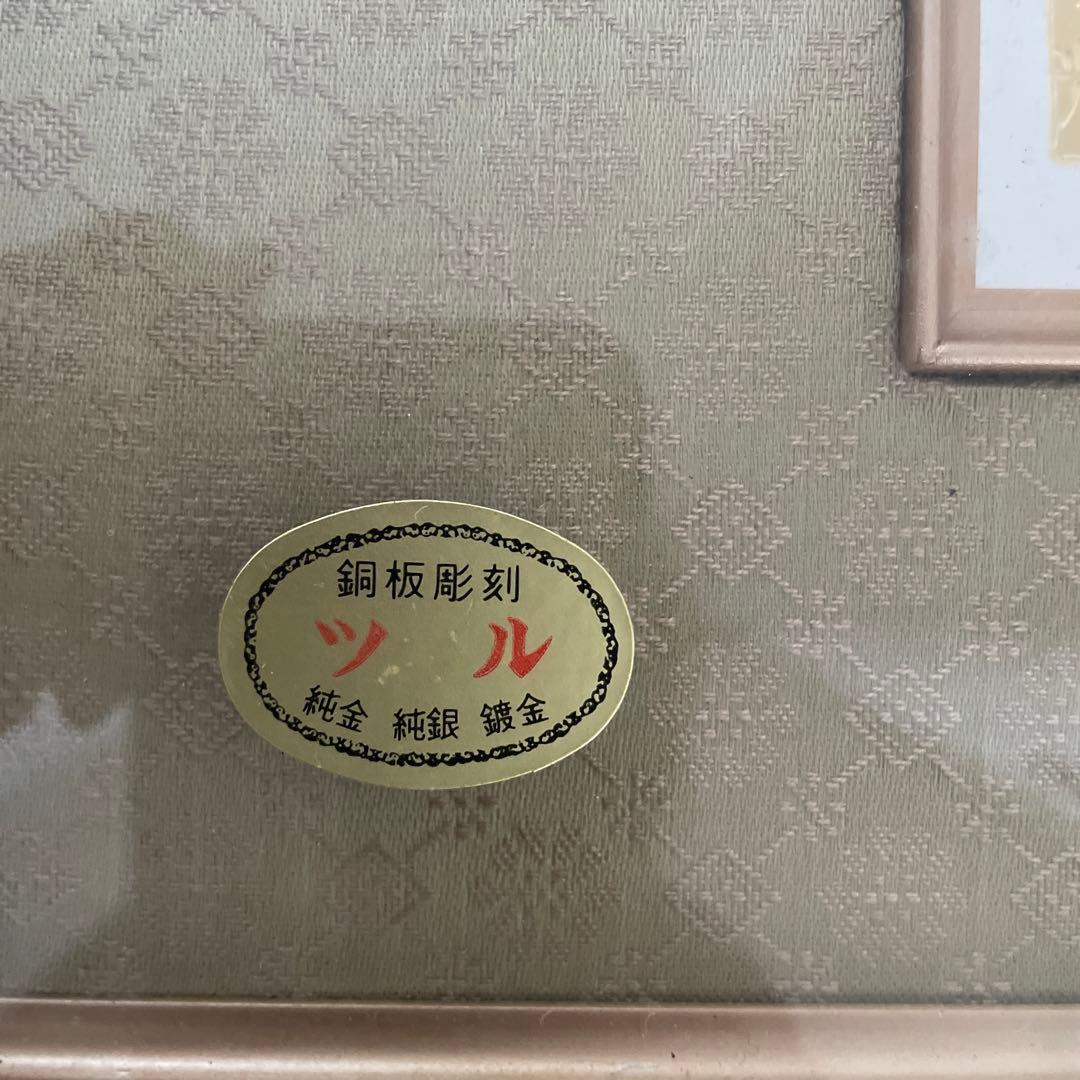 銅板彫刻
ツル
純金 純銀 鍍金